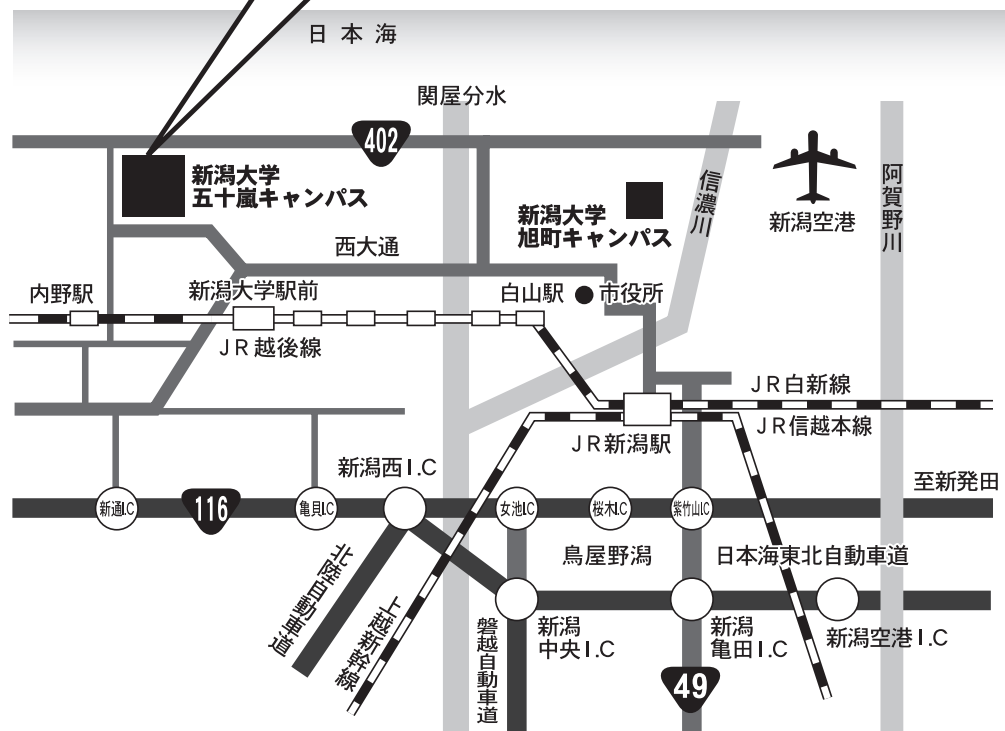 日本海
関屋分水
402
新潟大学
五十嵐キャンパス
新潟大学
旭町キャンパス
信濃川
新潟空港
阿賀野川
西大通
内野駅
新潟大学駅前
白山駅
市役所
JR越後線
JR白新線
JR信越本線
JR新潟駅
新潟西I.C
至新発田
新通I.C
116
亀貝I.C
女池I.C
桜木I.C
紫竹山I.C
北陸自動車道
上越新幹線
鳥屋野潟
日本海東北自動車道
磐越自動車道
新潟
中央I.C
新潟
亀田I.C
新潟空港I.C
49